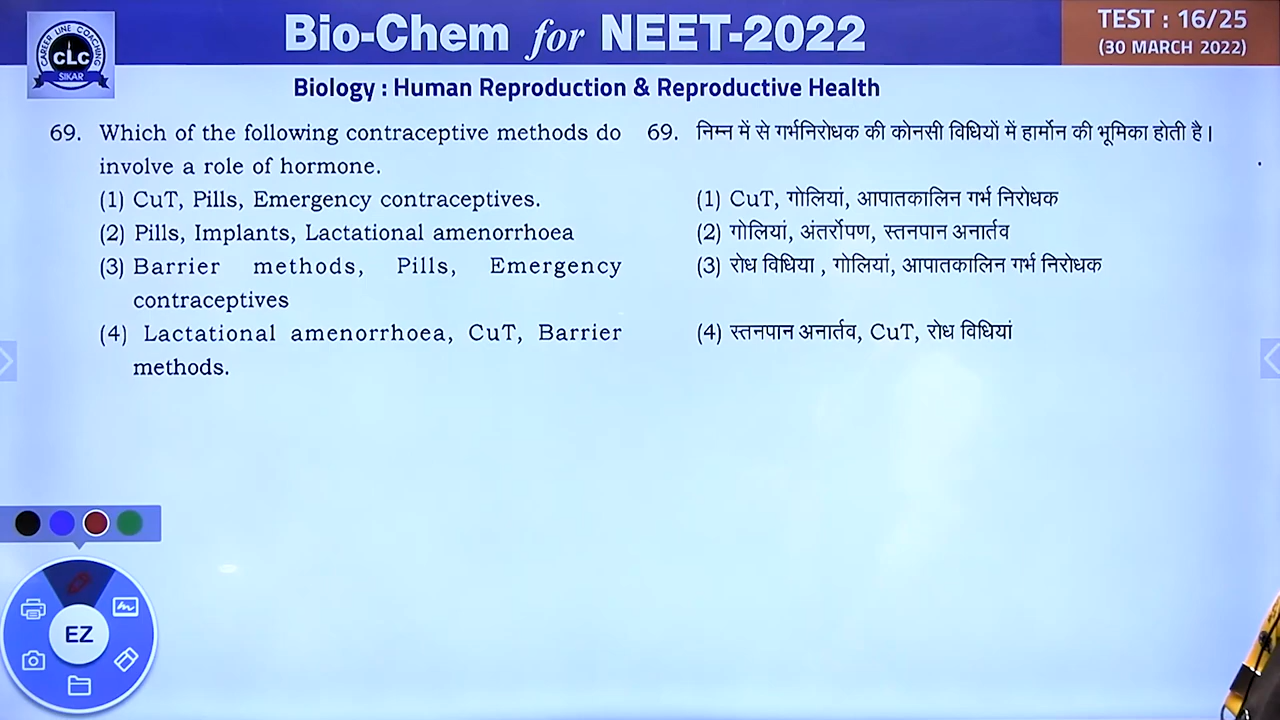 Bio-Chem for NEET-2022
TEST : 16/25
(30 MARCH 2022)
CAREER LINE COACHING
CLC
SIKAR
Biology : Human Reproduction & Reproductive Health
69. Which of the following contraceptive methods do
involve a role of hormone.
(1) CuT, Pills, Emergency contraceptives.
(2) Pills, Implants, Lactational amenorrhoea
(3) Barrier methods, Pills, Emergency
contraceptives
(4) Lactational amenorrhoea, CuT, Barrier
methods.
69. निम्न में से गर्भनिरोधक की कोनसी विधियों में हार्मोन की भूमिका होती है।
(1) CuT, गोलियां, आपातकालिन गर्भ निरोधक
(2) गोलियां, अंतर्रोपण, स्तनपान अनार्तव
(3) रोध विधिया , गोलियां, आपातकालिन गर्भ निरोधक
(4) स्तनपान अनार्तव, CuT, रोध विधियां
EZ